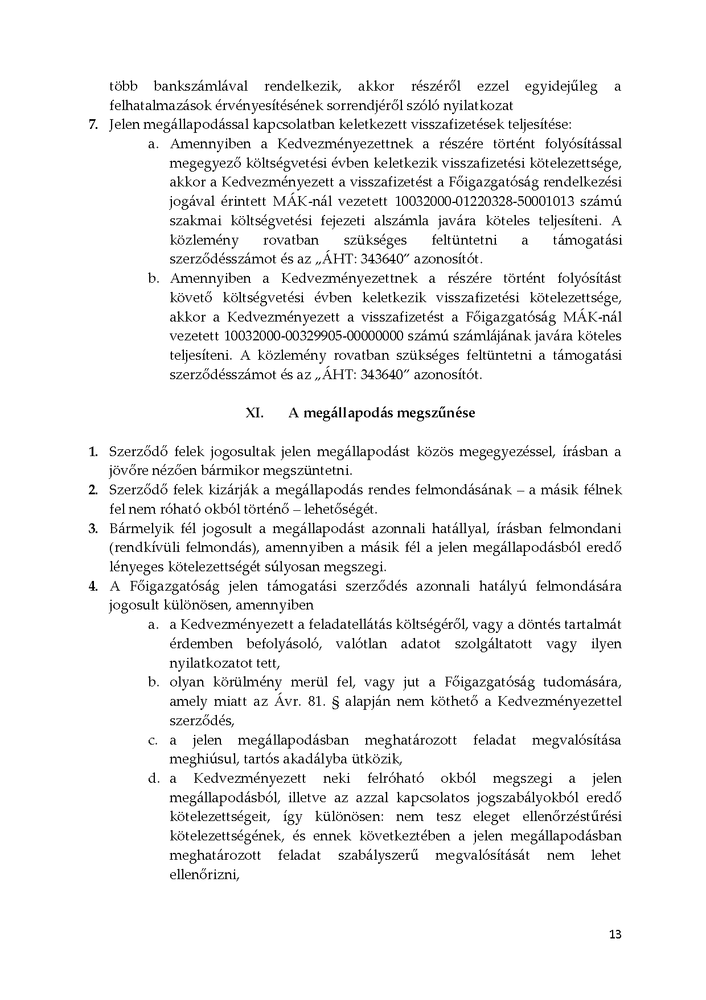 több bankszámlával rendelkezik, akkor részéről ezzel egyidejűleg a
felhatalmazások érvényesítésének sorrendjéről szóló nyilatkozat
7. Jelen megállapodással kapcsolatban keletkezett visszafizetések teljesítése:
a. Amennyiben a Kedvezményezettnek a részére történt folyósítással
megegyező költségvetési évben keletkezik visszafizetési kötelezettsége,
akkor a Kedvezményezett a visszafizetést a Főigazgatóság rendelkezési
jogával érintett MÁK-nál vezetett 10032000-01220328-50001013 számú
szakmai költségvetési fejezeti alszámla javára köteles teljesíteni. A
közlemény rovatban szükséges feltüntetni a támogatási
szerződésszámot és az „ÁHT: 343640” azonosítót.
b. Amennyiben a Kedvezményezettnek a részére történt folyósítást
követő költségvetési évben keletkezik visszafizetési kötelezettsége,
akkor a Kedvezményezett a visszafizetést a Főigazgatóság MÁK-nál
vezetett 10032000-00329905-00000000 számú számlájának javára köteles
teljesíteni. A közlemény rovatban szükséges feltüntetni a támogatási
szerződésszámot és az „ÁHT: 343640” azonosítót.
XI. A megállapodás megszűnése
1. Szerződő felek jogosultak jelen megállapodást közös megegyezéssel, írásban a
jövőre nézően bármikor megszüntetni.
2. Szerződő felek kizárják a megállapodás rendes felmondásának – a másik félnek
fel nem róható okból történő – lehetőségét.
3. Bármelyik fél jogosult a megállapodást azonnali hatállyal, írásban felmondani
(rendkívüli felmondás), amennyiben a másik fél a jelen megállapodásból eredő
lényeges kötelezettségét súlyosan megszegi.
4. A Főigazgatóság jelen támogatási szerződés azonnali hatályú felmondására
jogosult különösen, amennyiben
a. a Kedvezményezett a feladatellátás költségéről, vagy a döntés tartalmát
érdemben befolyásoló, valótlan adatot szolgáltatott vagy ilyen
nyilatkozatot tett,
b. olyan körülmény merül fel, vagy jut a Főigazgatóság tudomására,
amely miatt az Ávr. 81. § alapján nem köthető a Kedvezményezettel
szerződés,
c. a jelen megállapodásban meghatározott feladat megvalósítása
meghiúsul, tartós akadályba ütközik,
d. a Kedvezményezett neki felróható okból megszegi a jelen
megállapodásból, illetve az azzal kapcsolatos jogszabályokból eredő
kötelezettségeit, így különösen: nem tesz eleget ellenőrzéstűrési
kötelezettségének, és ennek következtében a jelen megállapodásban
meghatározott feladat szabályszerű megvalósítását nem lehet
ellenőrizni,
13